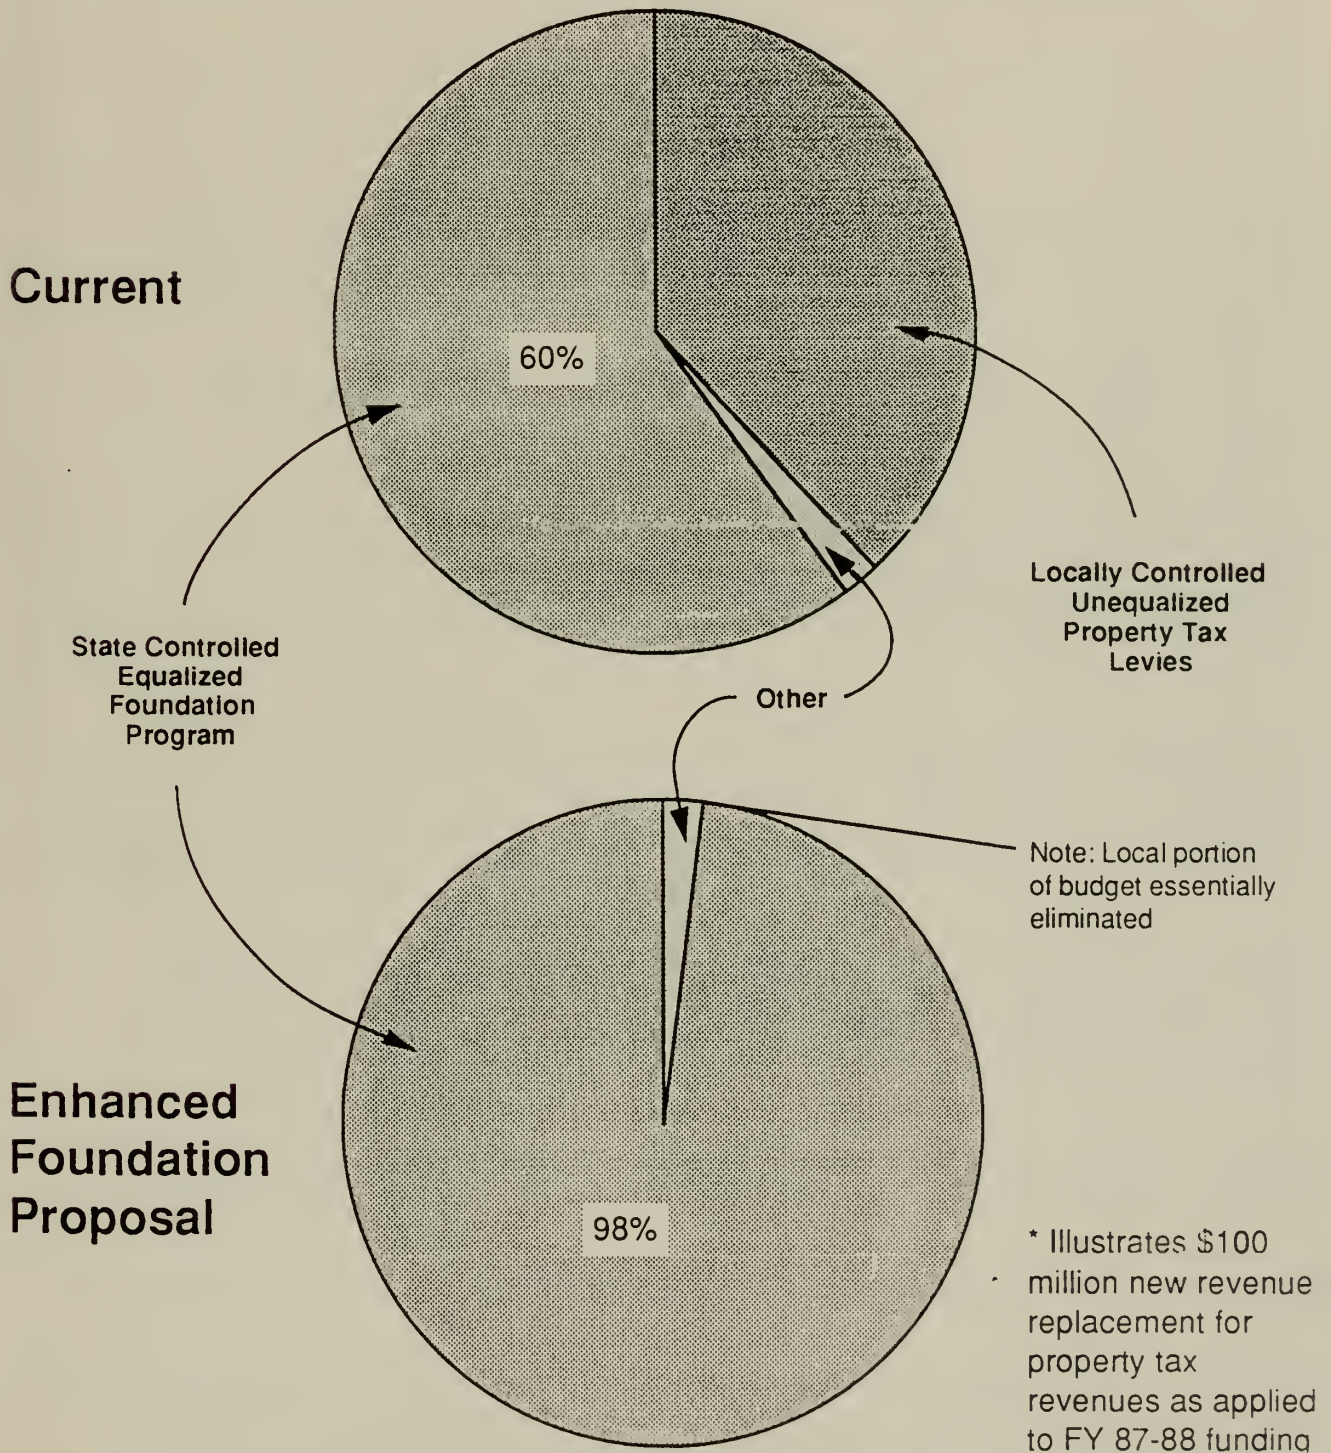 Current
60%
Locally Controlled
Unequalized
Property Tax
Levies
State Controlled
Equalized
Foundation
Program
Other
Note: Local portion
of budget essentially
eliminated
Enhanced
Foundation
Proposal
98%
* Illustrates $100
million new revenue
replacement for
property tax
revenues as applied
to FY 87-88 funding